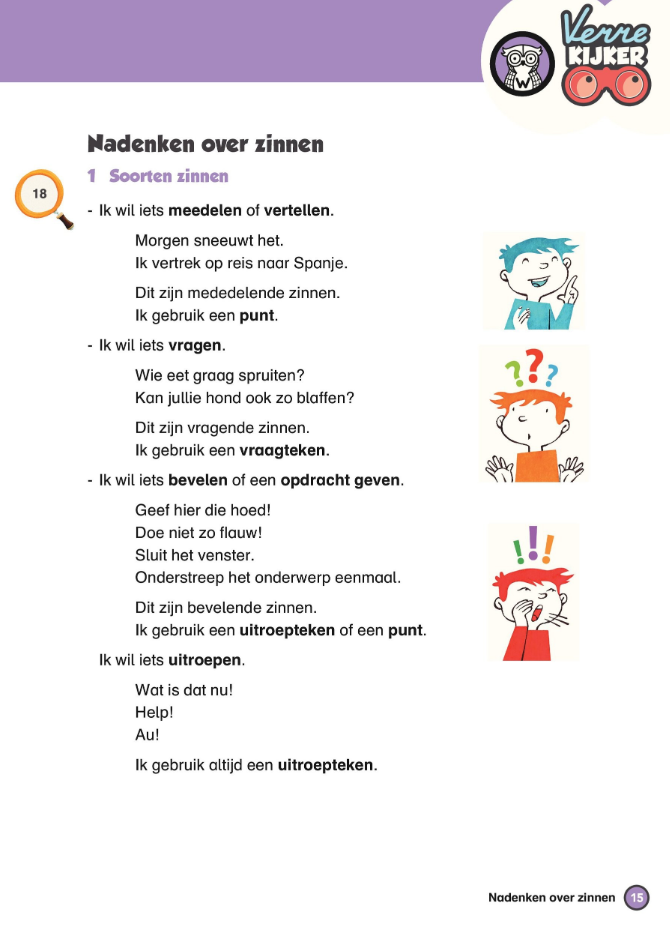 Verre
KIJKER
W
Nadenken over zinnen
1 Soorten zinnen
18
- Ik wil iets meedelen of vertellen.
Morgen sneeuwt het.
Ik vertrek op reis naar Spanje.
Dit zijn mededelende zinnen.
Ik gebruik een punt.
- Ik wil iets vragen.
???
Wie eet graag spruiten?
Kan jullie hond ook zo blaffen?
Dit zijn vragende zinnen.
Ik gebruik een vraagteken.
- Ik wil iets bevelen of een opdracht geven.
Geef hier die hoed!
Doe niet zo flauw!
Sluit het venster.
Onderstreep het onderwerp eenmaal.
!!!
Dit zijn bevelende zinnen.
Ik gebruik een uitroepteken of een punt.
Ik wil iets uitroepen.
Wat is dat nu!
Help!
Au!
Ik gebruik altijd een uitroepteken.
Nadenken over zinnen 15